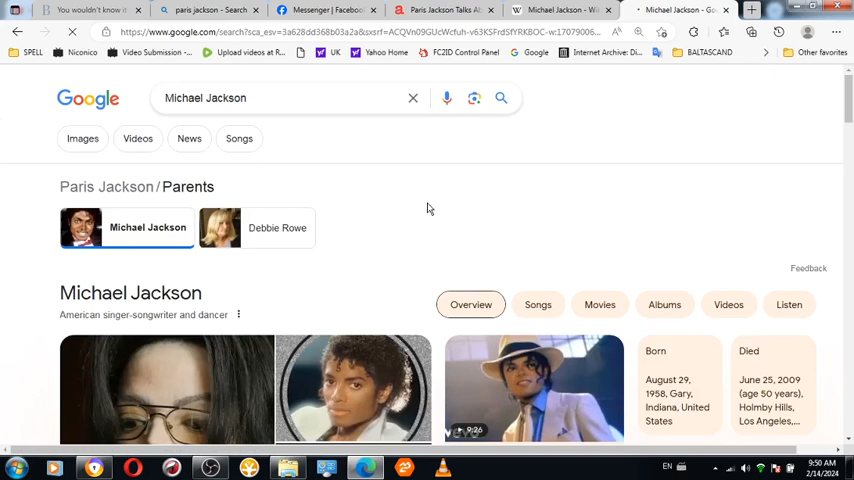 You wouldn't know it
paris jackson - Search
Messenger | Facebook
Paris Jackson Talks Ab
Michael Jackson - Wi
Michael Jackson - Go
https://www.google.com/search?sca_esv=3a628dd368b03a2a&sxsrf=ACQVn09GUcWcfuh-v63KSFrdSfYRKBOC-w:17079006...
SPELL
Niconico
Video Submission -...
Upload videos at R...
UK
Yahoo Home
FC2ID Control Panel
Google
Internet Archive: Di...
BALTASCAND
Other favorites
Google
Michael Jackson
Images
Videos
News
Songs
Paris Jackson/Parents
Michael Jackson
Debbie Rowe
Feedback
Michael Jackson
American singer-songwriter and dancer
Overview
Songs
Movies
Albums
Videos
Listen
Born
August 29,
1958, Gary,
Indiana, United
States
Died
June 25, 2009
(age 50 years),
Holmby Hills,
Los Angeles,...
9:26
vevo
EN
9:50 AM
2/14/2024